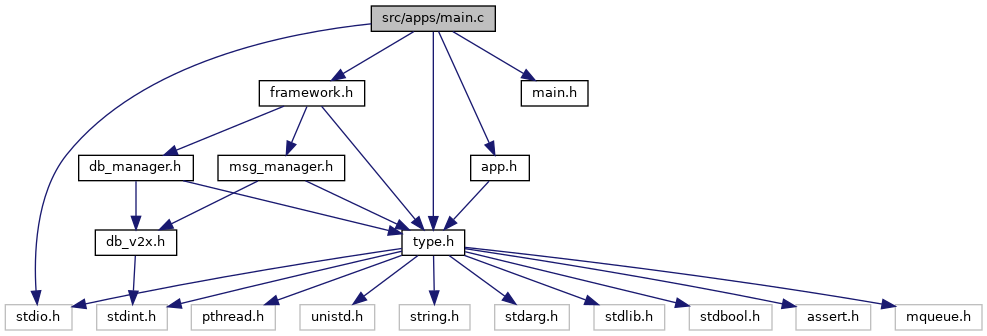 src/apps/main.c
framework.h
main.h
db_manager.h
msg_manager.h
app.h
db_v2x.h
type.h
stdio.h
stdint.h
pthread.h
unistd.h
string.h
stdarg.h
stdlib.h
stdbool.h
assert.h
mqueue.h